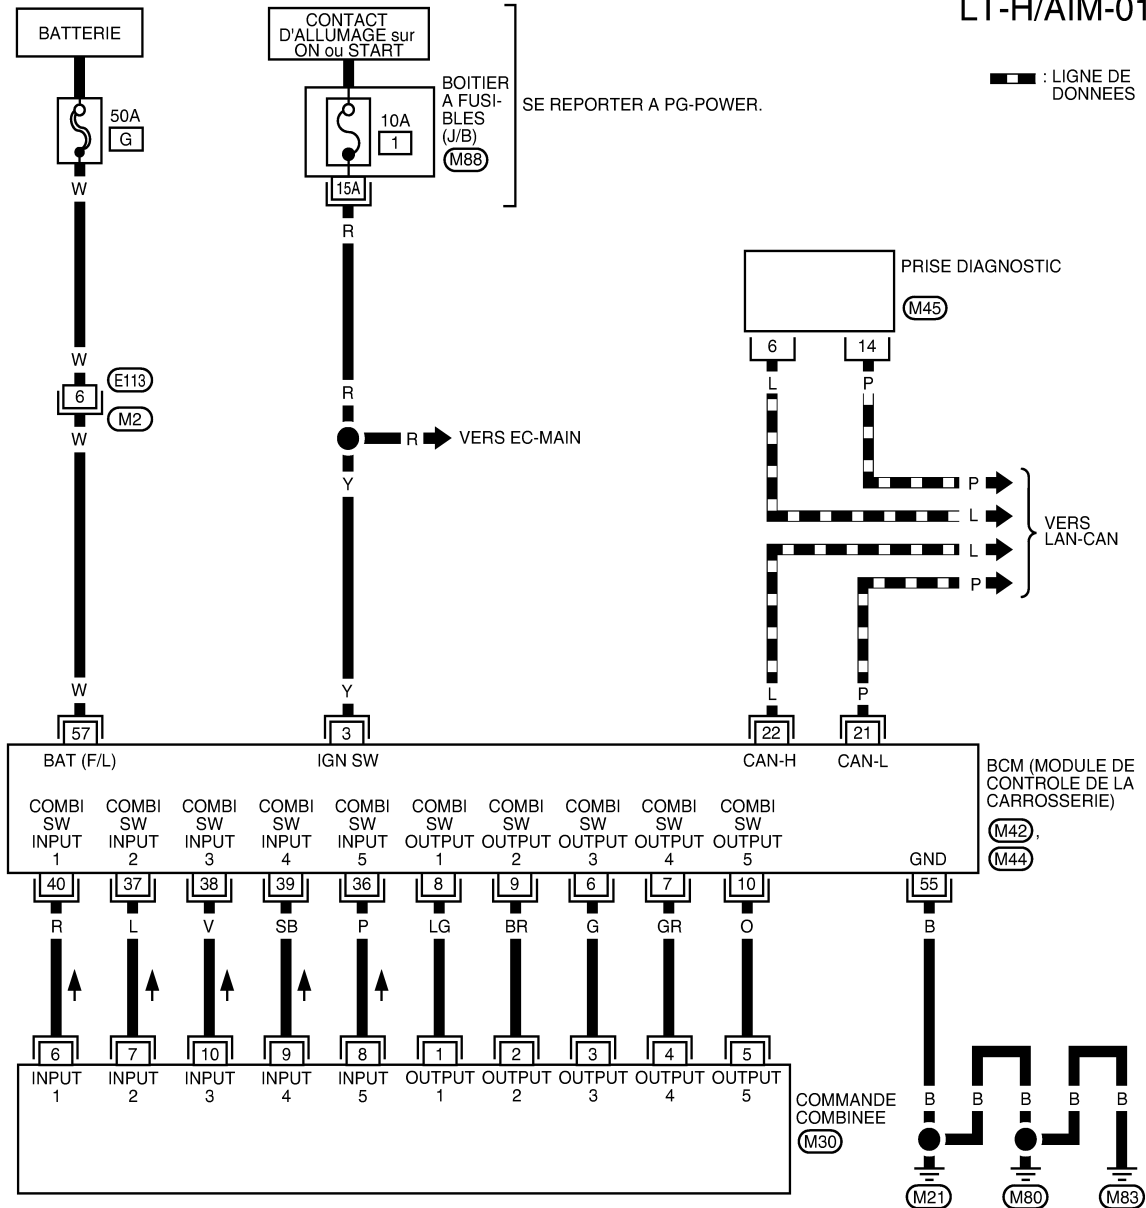 LT-H/AIM-01
BATTERIE
CONTACT
D'ALLUMAGE sur
ON ou START
: LIGNE DE
DONNEES
50A
G
10A
1
BOITIER
A FUSI-
BLES
(J/B)
M88
SE REPORTER A PG-POWER.
15A
W
R
PRISE DIAGNOSTIC
M45
6
14
W
E113
6
M2
W
R
R
VERS EC-MAIN
Y
L
P
P
L
L
P
VERS
LAN-CAN
W
Y
L
P
57
3
22
21
BAT (F/L)
IGN SW
CAN-H
CAN-L
BCM (MODULE DE
CONTROLE DE LA
CARROSSERIE)
M42 ,
M44
COMBI COMBI COMBI COMBI COMBI COMBI COMBI COMBI COMBI COMBI
SW SW SW SW SW SW SW SW SW SW
INPUT INPUT INPUT INPUT INPUT OUTPUT OUTPUT OUTPUT OUTPUT OUTPUT
1 2 3 4 5 1 2 3 4 5 GND
40 37 38 39 36 8 9 6 7 10 55
R L V SB P LG BR G GR O B
6 7 10 9 8 1 2 3 4 5
INPUT INPUT INPUT INPUT INPUT OUTPUT OUTPUT OUTPUT OUTPUT OUTPUT
1 2 3 4 5 1 2 3 4 5
COMMANDE
COMBINEE
M30
B B B B B
M21 M80 M83